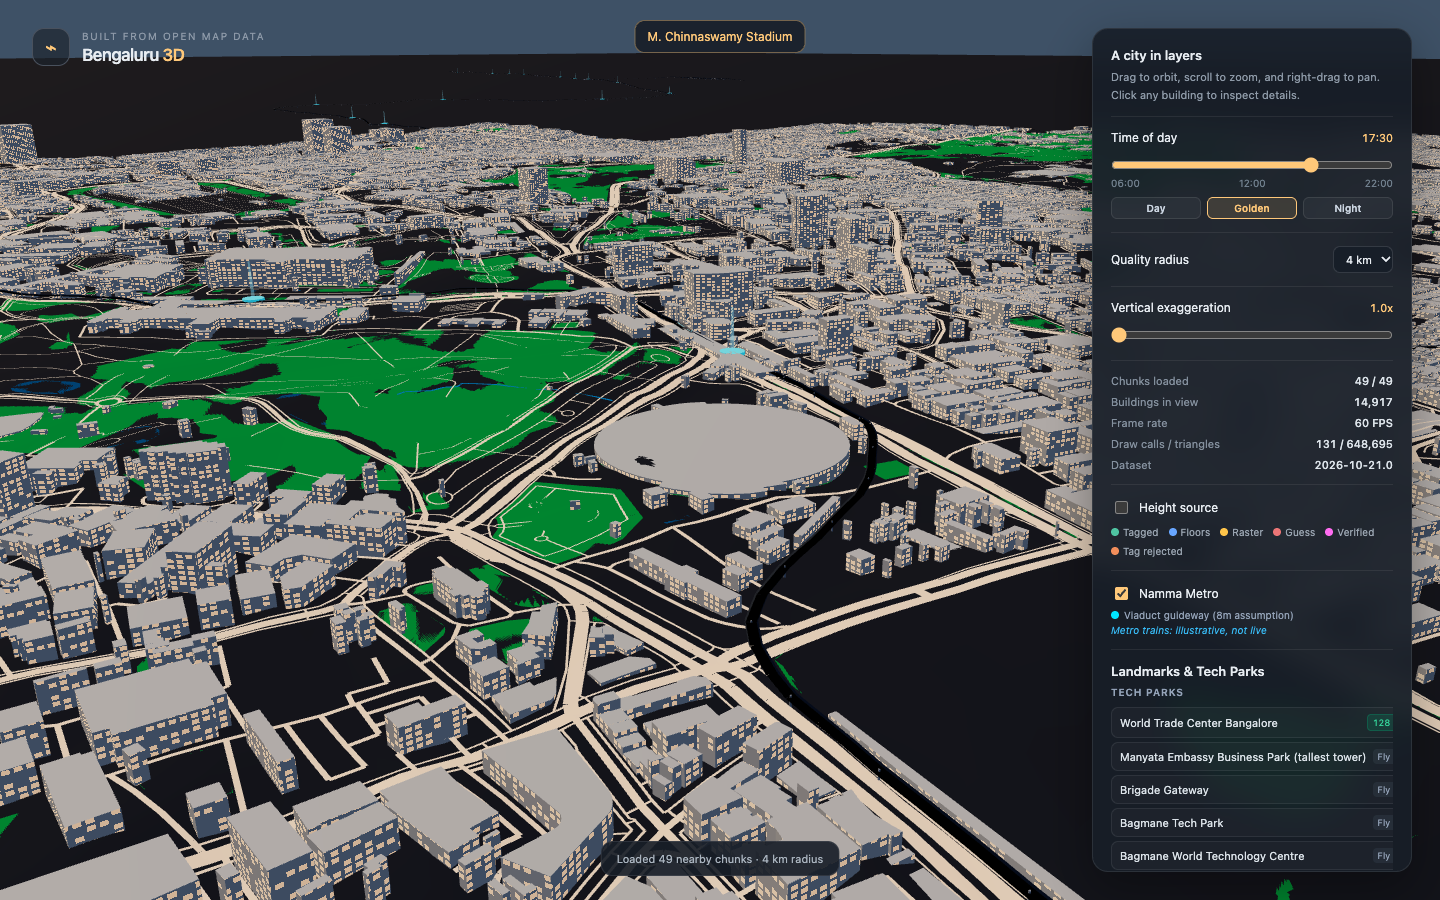 BUILT FROM OPEN MAP DATA
Bengaluru 3D
M. Chinnaswamy Stadium
A city in layers
Drag to orbit, scroll to zoom, and right-drag to pan.
Click any building to inspect details.
Time of day 17:30
06:00 12:00 22:00
Day Golden Night
Quality radius 4 km
Vertical exaggeration 1.0x
Chunks loaded 49 / 49
Buildings in view 14,917
Frame rate 60 FPS
Draw calls / triangles 131 / 648,695
Dataset 2026-10-21.0
Height source
Tagged Floors Raster Guess Verified
Tag rejected
Namma Metro
Viaduct guideway (8m assumption)
Metro trains: illustrative, not live
Landmarks & Tech Parks
TECH PARKS
World Trade Center Bangalore 128
Manyata Embassy Business Park (tallest tower) Fly
Brigade Gateway Fly
Bagmane Tech Park Fly
Bagmane World Technology Centre Fly
Loaded 49 nearby chunks · 4 km radius